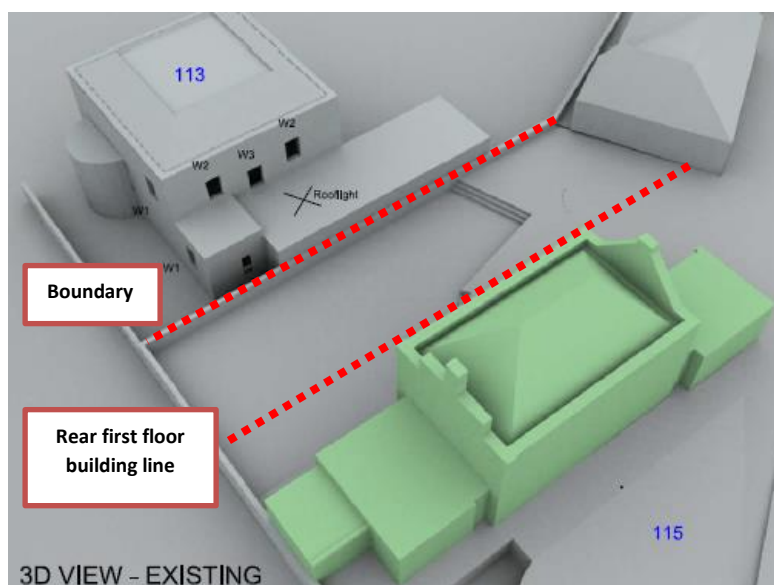 113
W2
W3
W2
Rooflight
W1
W1
Boundary
Rear first floor
building line
115
3D VIEW - EXISTING